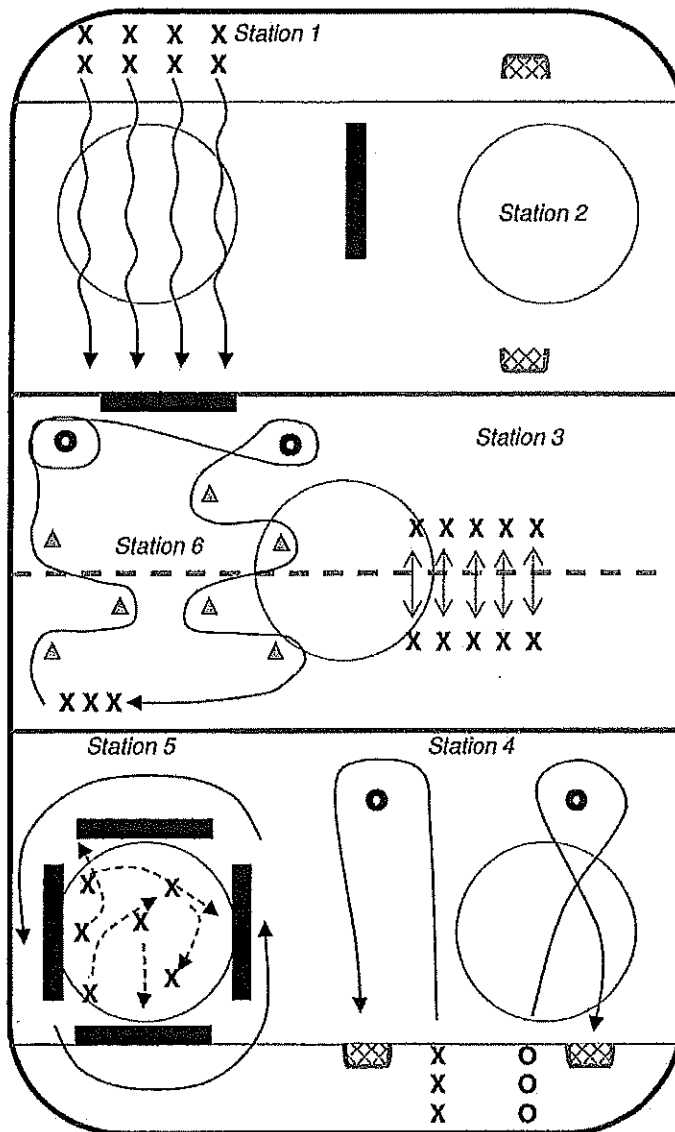 X X X X Station 1
X X X X
Station 2
Station 3
X X X X X
Station 6
X X X X X
X X X
Station 5
Station 4
X X
X X
X X
X O
X O
X O